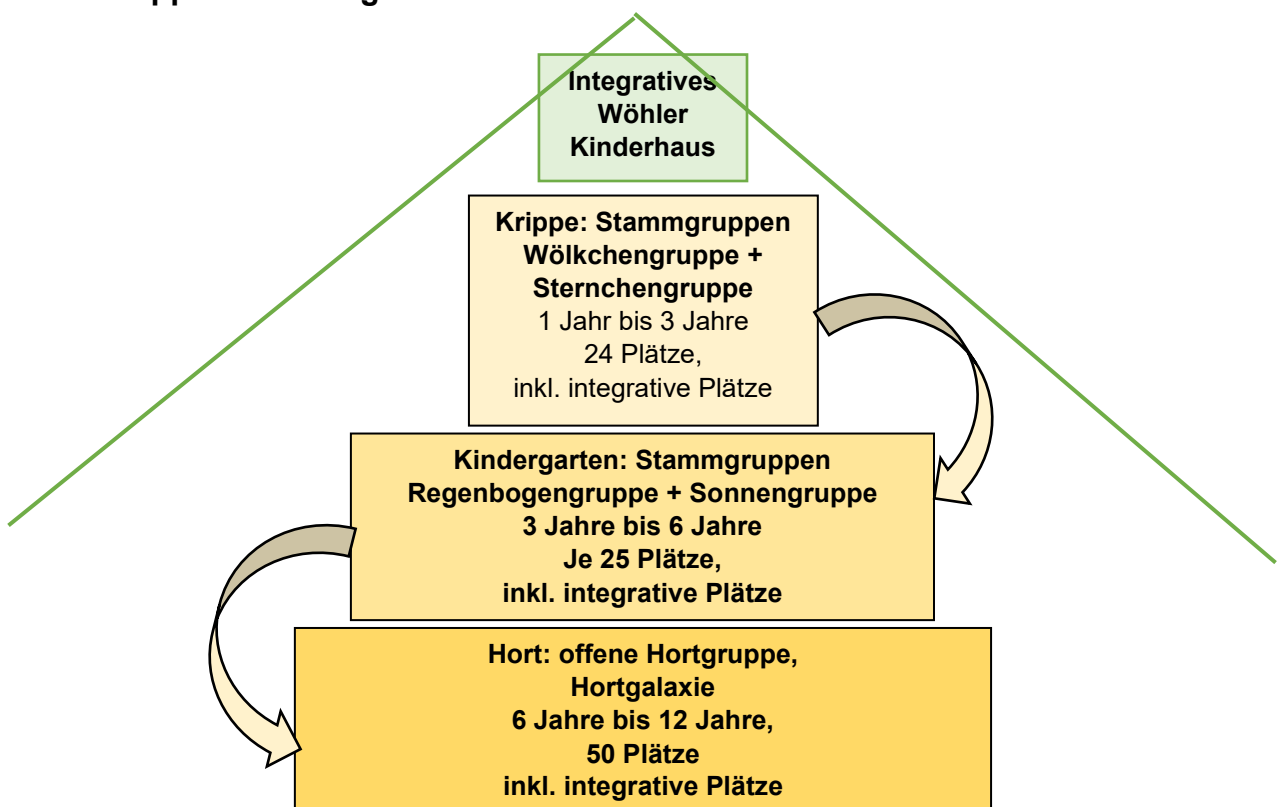 Integratives
Wöhler
Kinderhaus
Krippe: Stammgruppen
Wölkchengruppe +
Sternchengruppe
1 Jahr bis 3 Jahre
24 Plätze,
inkl. integrative Plätze
Kindergarten: Stammgruppen
Regenbogengruppe + Sonnengruppe
3 Jahre bis 6 Jahre
Je 25 Plätze,
inkl. integrative Plätze
Hort: offene Hortgruppe,
Hortgalaxie
6 Jahre bis 12 Jahre,
50 Plätze
inkl. integrative Plätze